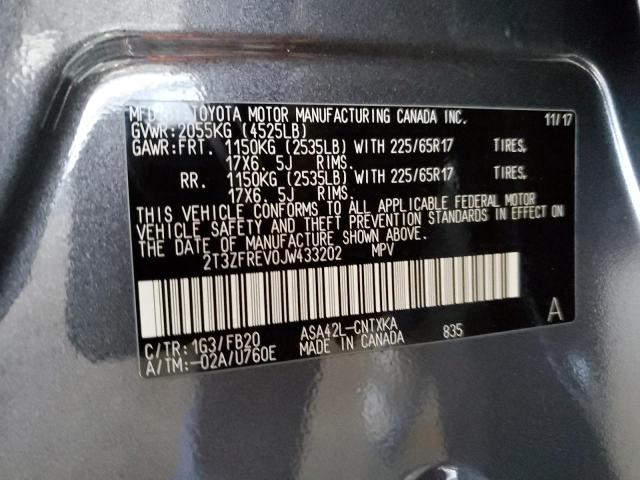 MFD. BY TOYOTA MOTOR MANUFACTURING CANADA INC. 11/17
GVWR:2055KG (4525LB)
GAWR:FRT. 1150KG (2535LB) WITH 225/65R17 TIRES,
17X6.5J RIMS.
RR. 1150KG (2535LB) WITH 225/65R17 TIRES,
17X6.5J RIMS.
THIS VEHICLE CONFORMS TO ALL APPLICABLE FEDERAL MOTOR
VEHICLE SAFETY AND THEFT PREVENTION STANDARDS IN EFFECT ON
THE DATE OF MANUFACTURE SHOWN ABOVE.
2T3ZFREV0JW433202 MPV
A
C/TR:1G3/FB20 ASA42L-CNTXKA 835
A/TM:-02A/U760E MADE IN CANADA